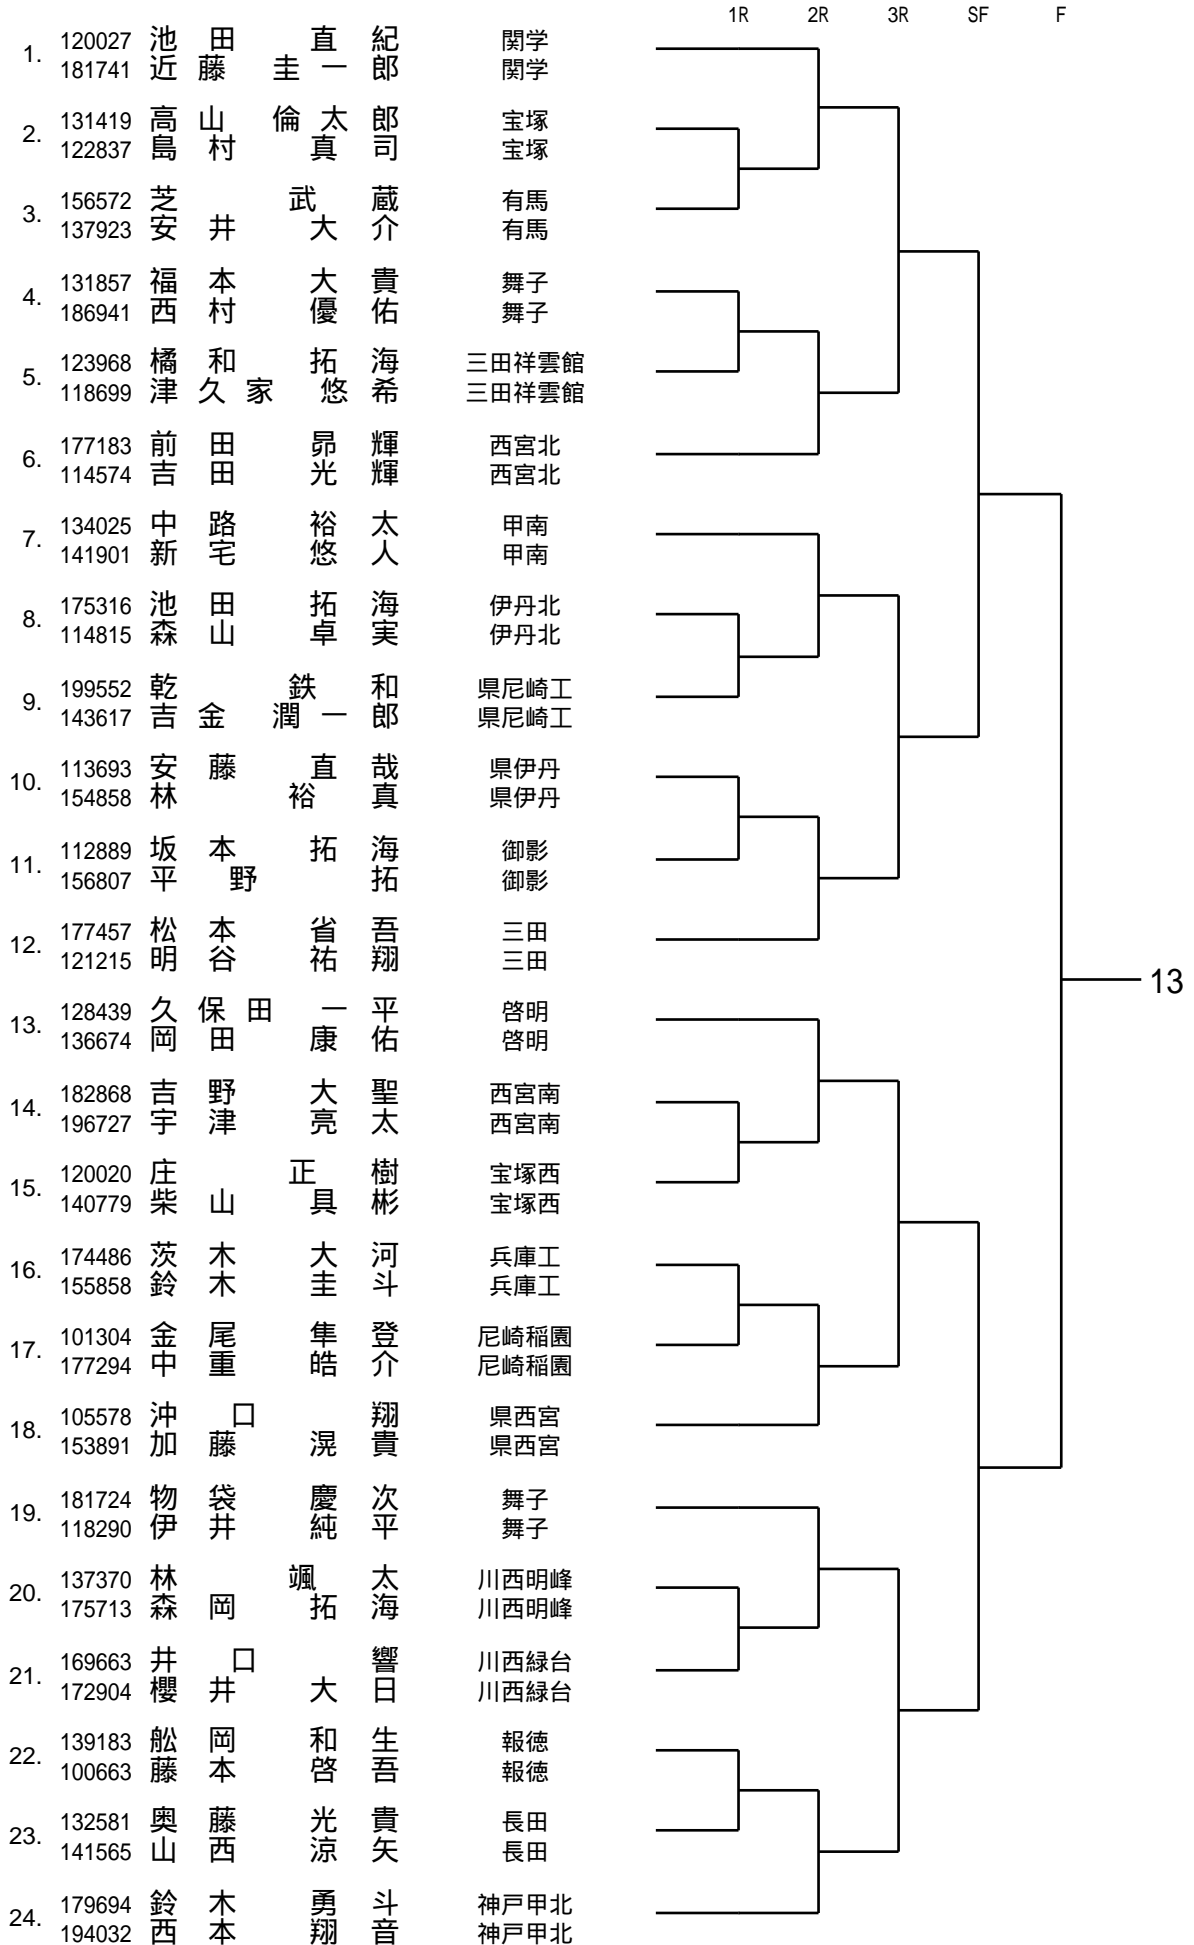 1R 2R 3R SF F
1. 120027 池田 直紀 関学
181741 近藤 圭一郎 関学
2. 131419 高山 倫太郎 宝塚
122837 島村 真司 宝塚
3. 156572 芝 武蔵 有馬
137923 安井 大介 有馬
4. 131857 福本 大貴 舞子
186941 西村 優佑 舞子
5. 123968 橘和 拓海 三田祥雲館
118699 津久家 悠希 三田祥雲館
6. 177183 前田 昴輝 西宮北
114574 吉田 光輝 西宮北
7. 134025 中路 裕太 甲南
141901 新宅 悠人 甲南
8. 175316 池田 拓海 伊丹北
114815 森山 卓実 伊丹北
9. 199552 乾 鉄和 県尼崎工
143617 吉金 潤一郎 県尼崎工
10. 113693 安藤 直哉 県伊丹
154858 林 裕真 県伊丹
11. 112889 坂本 拓海 御影
156807 平野 拓 御影
12. 177457 松本 省吾 三田
121215 明谷 祐翔 三田
13
13. 128439 久保田 一平 啓明
136674 岡田 康佑 啓明
14. 182868 吉野 大聖 西宮南
196727 宇津 亮太 西宮南
15. 120020 庄 正樹 宝塚西
140779 柴山 具彬 宝塚西
16. 174486 茨木 大河 兵庫工
155858 鈴木 圭斗 兵庫工
17. 101304 金尾 隼登 尼崎稲園
177294 中重 皓介 尼崎稲園
18. 105578 沖口 翔 県西宮
153891 加藤 滉貴 県西宮
19. 181724 物袋 慶次 舞子
118290 伊井 純平 舞子
20. 137370 林 颯太 川西明峰
175713 森岡 拓海 川西明峰
21. 169663 井口 響 川西緑台
172904 櫻井 大日 川西緑台
22. 139183 舩岡 和生 報徳
100663 藤本 啓吾 報徳
23. 132581 奥藤 光貴 長田
141565 山西 涼矢 長田
24. 179694 鈴木 勇斗 神戸甲北
194032 西本 翔音 神戸甲北